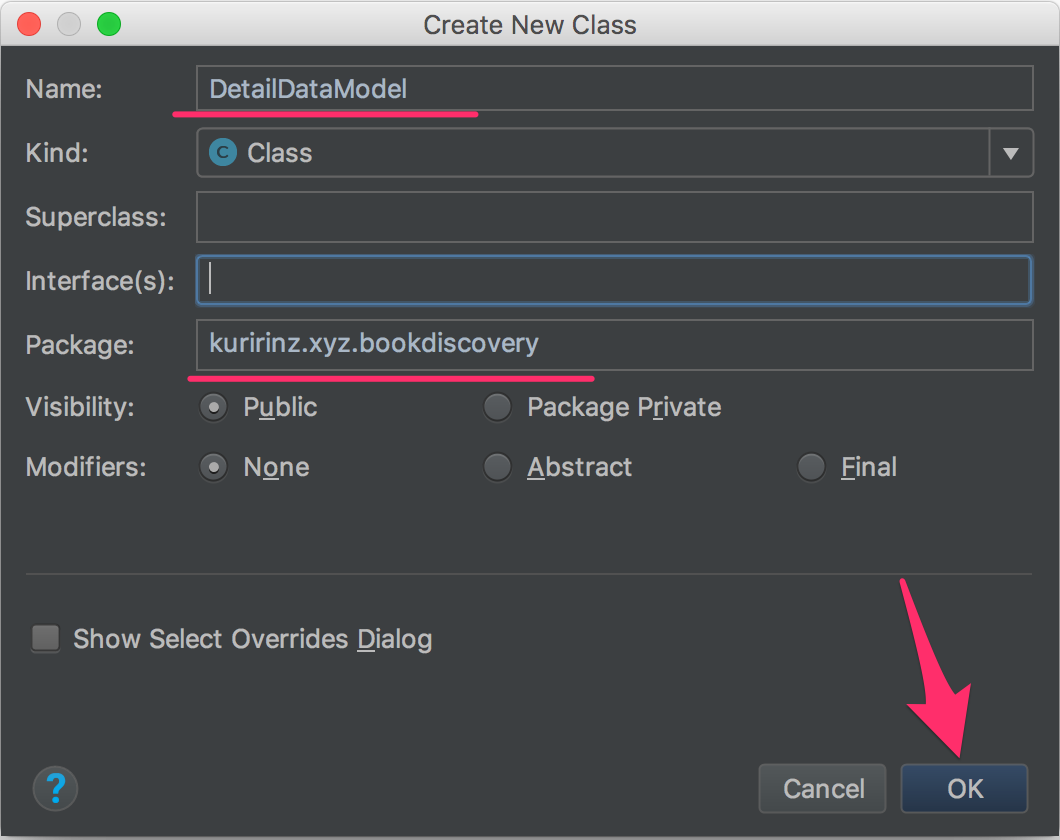 Create New Class
Name: DetailDataModel
Kind: C Class
Superclass:
Interface(s):
Package: kuririnz.xyz.bookdiscovery
Visibility: Public Package Private
Modifiers: None Abstract Final
Show Select Overrides Dialog
? Cancel OK